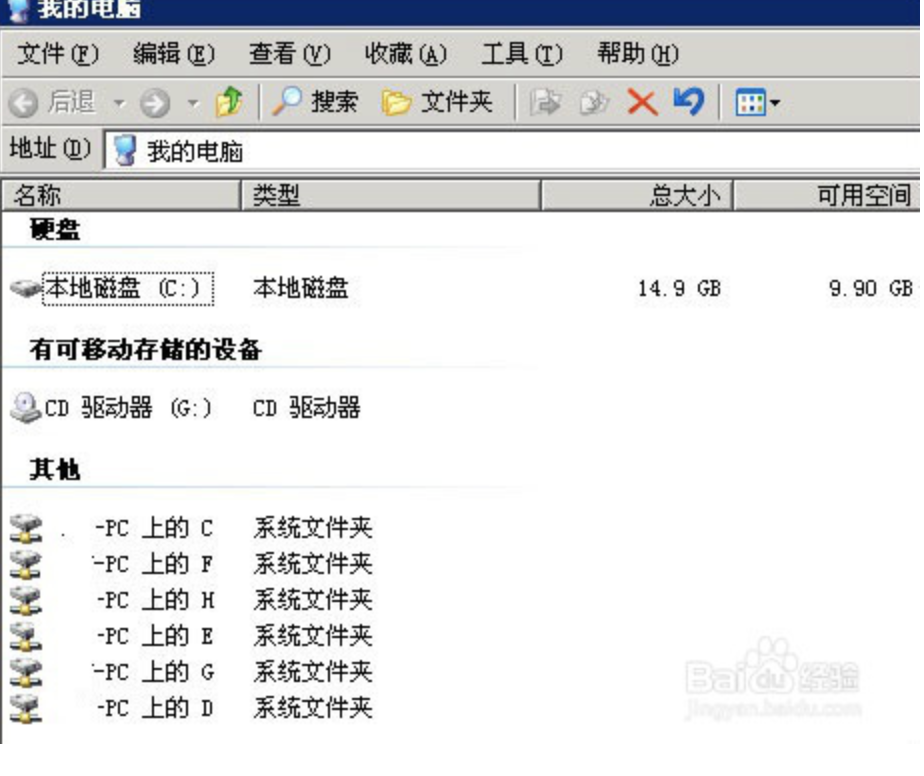 我的电脑
文件(F) 编辑(E) 查看(V) 收藏(A) 工具(T) 帮助(H)
后退 搜索 文件夹
地址(D) 我的电脑
名称 类型 总大小 可用空间
硬盘
本地磁盘 (C:) 本地磁盘 14.9 GB 9.90 GB
有可移动存储的设备
CD 驱动器 (G:) CD 驱动器
其他
-PC 上的 C 系统文件夹
-PC 上的 F 系统文件夹
-PC 上的 H 系统文件夹
-PC 上的 E 系统文件夹
-PC 上的 G 系统文件夹
-PC 上的 D 系统文件夹
Baidu 经验
jingyan.baidu.com